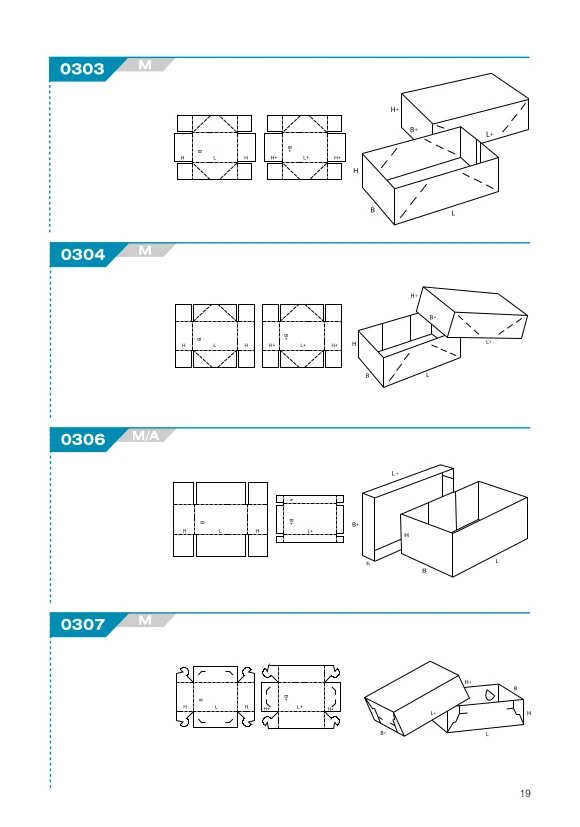 0303 M
H+
B+
L+
H
B
L
H B L H
H+ B+ L+ H+
0304 M
H+
B+
L+
H
B
L
H B L H
H+ B+ L+ H+
0306 M/A
L+
B+
h
H
B
L
H B L H
h B+ L+
0307 M
H+
B
L+
H
B+
L
H B L H
H+ B+ L+ H+
19